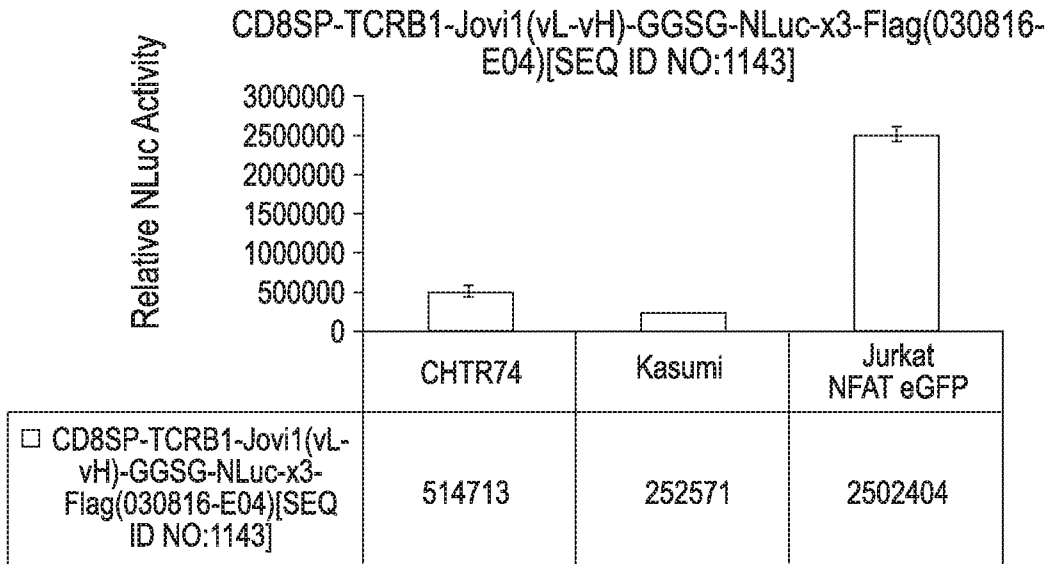 CD8SP-TCRB1-Jovi1(vL-vH)-GGSG-NLuc-x3-Flag(030816-
E04)[SEQ ID NO:1143]
Relative NLuc Activity
3000000
2500000
2000000
1500000
1000000
500000
0
CHTR74
Kasumi
Jurkat
NFAT eGFP
CD8SP-TCRB1-Jovi1(vL-
vH)-GGSG-NLuc-x3-
Flag(030816-E04)[SEQ
ID NO:1143]
514713
252571
2502404